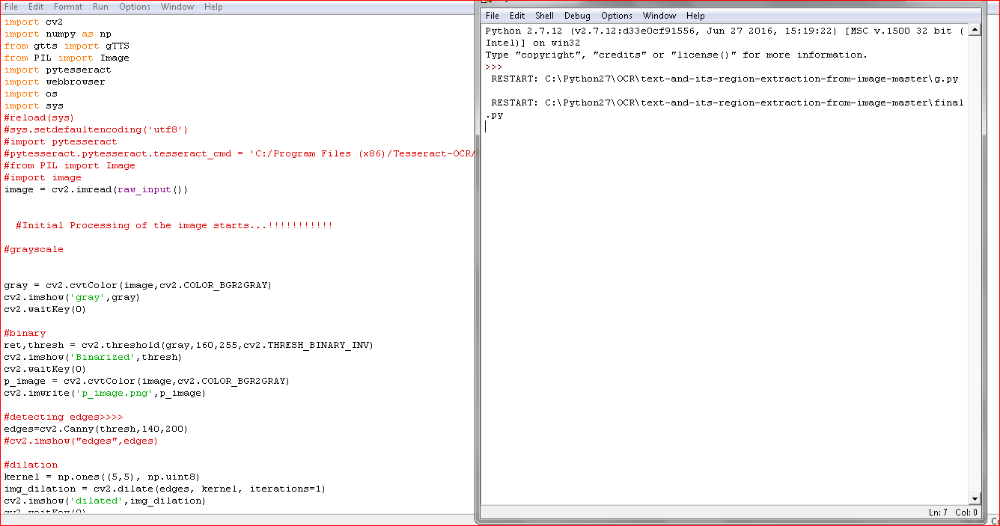 File Edit Format Run Options Window Help
import cv2
import numpy as np
from gtts import gTTS
from PIL import Image
import pytesseract
import webbrowser
import os
import sys
#reload(sys)
#sys.setdefaultencoding('utf8')
#import pytesseract
#pytesseract.pytesseract.tesseract_cmd = 'C:/Program Files (x86)/Tesseract-OCR/
#from PIL import Image
#import image
image = cv2.imread(raw_input())
#Initial Processing of the image starts...!!!!!!!!!!!
#grayscale
gray = cv2.cvtColor(image,cv2.COLOR_BGR2GRAY)
cv2.imshow('gray',gray)
cv2.waitKey(0)
#binary
ret,thresh = cv2.threshold(gray,160,255,cv2.THRESH_BINARY_INV)
cv2.imshow('Binarized',thresh)
cv2.waitKey(0)
p_image = cv2.cvtColor(image,cv2.COLOR_BGR2GRAY)
cv2.imwrite('p_image.png',p_image)
#detecting edges>>>>
edges=cv2.Canny(thresh,140,200)
#cv2.imshow("edges",edges)
#dilation
kernel = np.ones((5,5), np.uint8)
img_dilation = cv2.dilate(edges, kernel, iterations=1)
cv2.imshow('dilated',img_dilation)
cv2.waitKey(0)
File Edit Shell Debug Options Window Help
Python 2.7.12 (v2.7.12:d33e0cf91556, Jun 27 2016, 15:19:22) [MSC v.1500 32 bit (
Intel)] on win32
Type "copyright", "credits" or "license()" for more information.
>>>
RESTART: C:\Python27\OCR\text-and-its-region-extraction-from-image-master\g.py
RESTART: C:\Python27\OCR\text-and-its-region-extraction-from-image-master\final
.py
Ln: 7 Col: 0